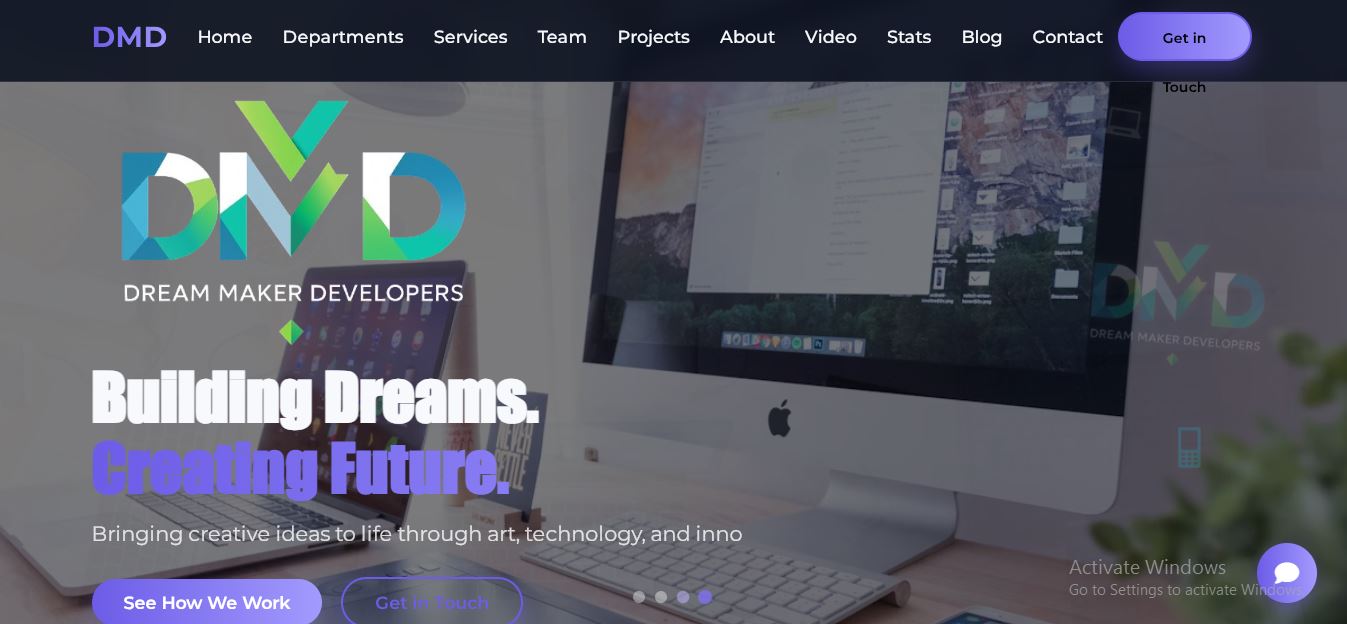 DMD Home Departments Services Team Projects About Video Stats Blog Contact Get in
Touch
DMD
DREAM MAKER DEVELOPERS
DMD
DREAM MAKER DEVELOPERS
Building Dreams.
Creating Future.
Bringing creative ideas to life through art, technology, and inno
Activate Windows
Go to Settings to activate Windows.
See How We Work
Get in Touch